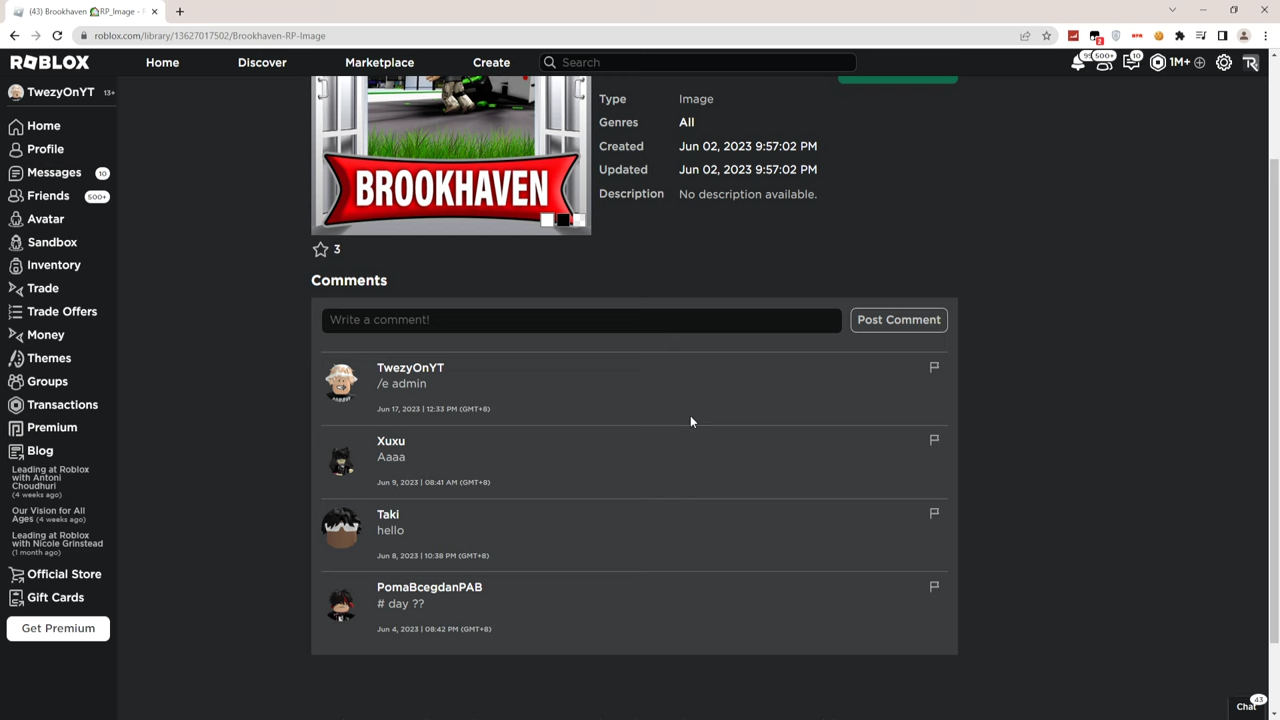 (43) Brookhaven 🏡RP_Image - F
roblox.com/library/13627017502/Brookhaven-RP-Image
ROBLOX
Home
Discover
Marketplace
Create
Search
500+
10
1M+
TwezyOnYT
13+
Home
Profile
Messages
10
Friends
500+
Avatar
Sandbox
Inventory
Trade
Trade Offers
Money
Themes
Groups
Transactions
Premium
Blog
Leading at Roblox
with Antoni
Choudhuri
(4 weeks ago)
Our Vision for All
Ages (4 weeks ago)
Leading at Roblox
with Nicole Grinstead
(1 month ago)
Official Store
Gift Cards
Get Premium
BROOKHAVEN
Type
Image
Genres
All
Created
Jun 02, 2023 9:57:02 PM
Updated
Jun 02, 2023 9:57:02 PM
Description
No description available.
3
Comments
Write a comment!
Post Comment
TwezyOnYT
/e admin
Jun 17, 2023 | 12:33 PM (GMT+8)
Xuxu
Aaaa
Jun 9, 2023 | 08:41 AM (GMT+8)
Taki
hello
Jun 8, 2023 | 10:38 PM (GMT+8)
PomaBcegdanPAB
# day ??
Jun 4, 2023 | 08:42 PM (GMT+8)
Chat
43